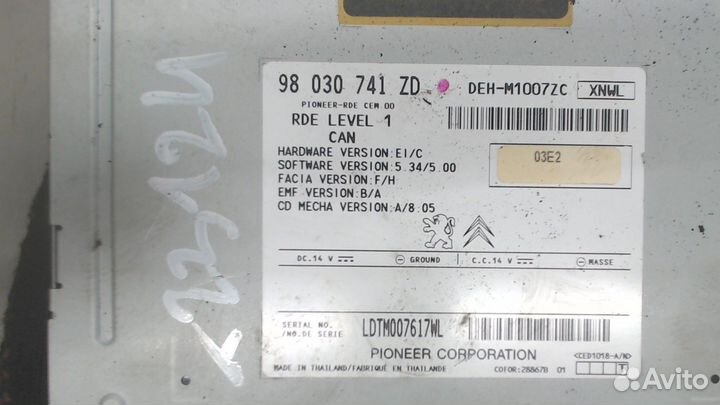 98 030 741 ZD DEH-M1007ZC XNWL
PIONEER-RDE CEM 00
RDE LEVEL 1
CAN
HARDWARE VERSION:EI/C
SOFTWARE VERSION:5.34/5.00
FACIA VERSION:F/H
EMF VERSION:B/A
CD MECHA VERSION:A/8.05
03E2
DC.14 V GROUND C.C.14 V MASSE
SERIAL NO.
/NO.DE SERIE LDTM007617WL
PIONEER CORPORATION <CED1018-A/N>
MADE IN THAILAND/FABRIQUÉ EN THAILANDE CDFOR:28867B 01 T
Avito